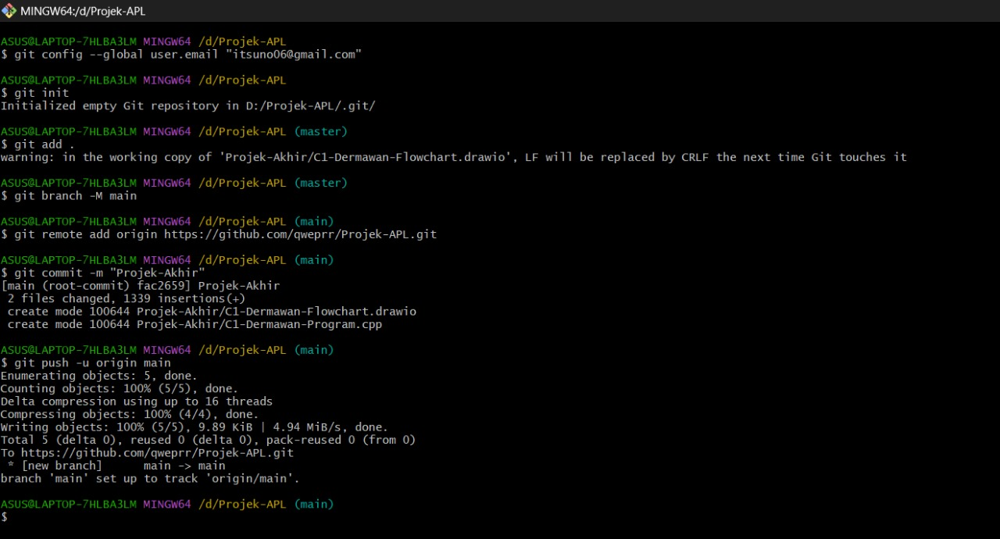 MINGW64:/d/Projek-APL
ASUS@LAPTOP-7HLBA3LM MINGW64 /d/Projek-APL
$ git config --global user.email "itsuno06@gmail.com"
ASUS@LAPTOP-7HLBA3LM MINGW64 /d/Projek-APL
$ git init
Initialized empty Git repository in D:/Projek-APL/.git/
ASUS@LAPTOP-7HLBA3LM MINGW64 /d/Projek-APL (master)
$ git add .
warning: in the working copy of 'Projek-Akhir/C1-Dermawan-Flowchart.drawio', LF will be replaced by CRLF the next time Git touches it
ASUS@LAPTOP-7HLBA3LM MINGW64 /d/Projek-APL (master)
$ git branch -M main
ASUS@LAPTOP-7HLBA3LM MINGW64 /d/Projek-APL (main)
$ git remote add origin https://github.com/qweprr/Projek-APL.git
ASUS@LAPTOP-7HLBA3LM MINGW64 /d/Projek-APL (main)
$ git commit -m "Projek-Akhir"
[main (root-commit) fac2659] Projek-Akhir
 2 files changed, 1339 insertions(+)
 create mode 100644 Projek-Akhir/C1-Dermawan-Flowchart.drawio
 create mode 100644 Projek-Akhir/C1-Dermawan-Program.cpp
ASUS@LAPTOP-7HLBA3LM MINGW64 /d/Projek-APL (main)
$ git push -u origin main
Enumerating objects: 5, done.
Counting objects: 100% (5/5), done.
Delta compression using up to 16 threads
Compressing objects: 100% (4/4), done.
Writing objects: 100% (5/5), 9.89 KiB | 4.94 MiB/s, done.
Total 5 (delta 0), reused 0 (delta 0), pack-reused 0 (from 0)
To https://github.com/qweprr/Projek-APL.git
 * [new branch]      main -> main
branch 'main' set up to track 'origin/main'.
ASUS@LAPTOP-7HLBA3LM MINGW64 /d/Projek-APL (main)
$